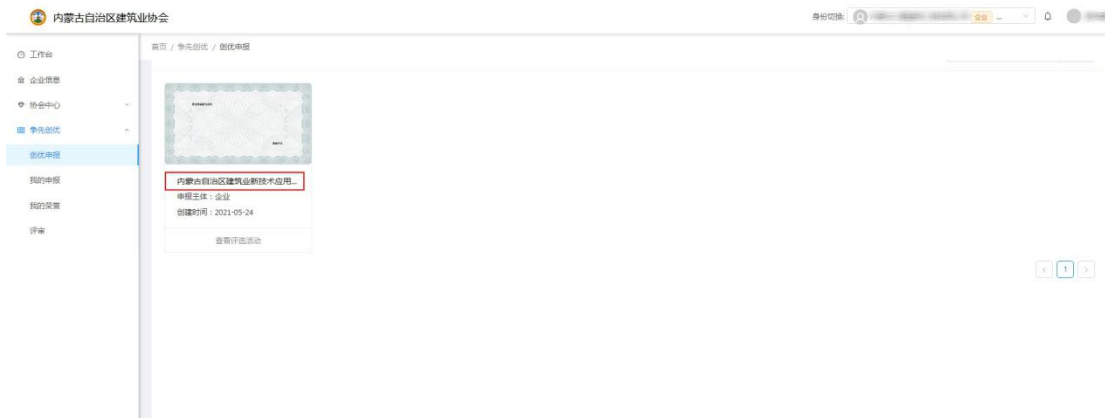 内蒙古自治区建筑业协会
身份切换:
企业
工作台
企业信息
协会中心
争先创优
创优申报
我的申报
我的荣誉
评审
首页 / 争先创优 / 创优申报
内蒙古自治区建筑业新技术应用...
申报主体：企业
创建时间：2021-05-24
查看评选活动
< 1 >